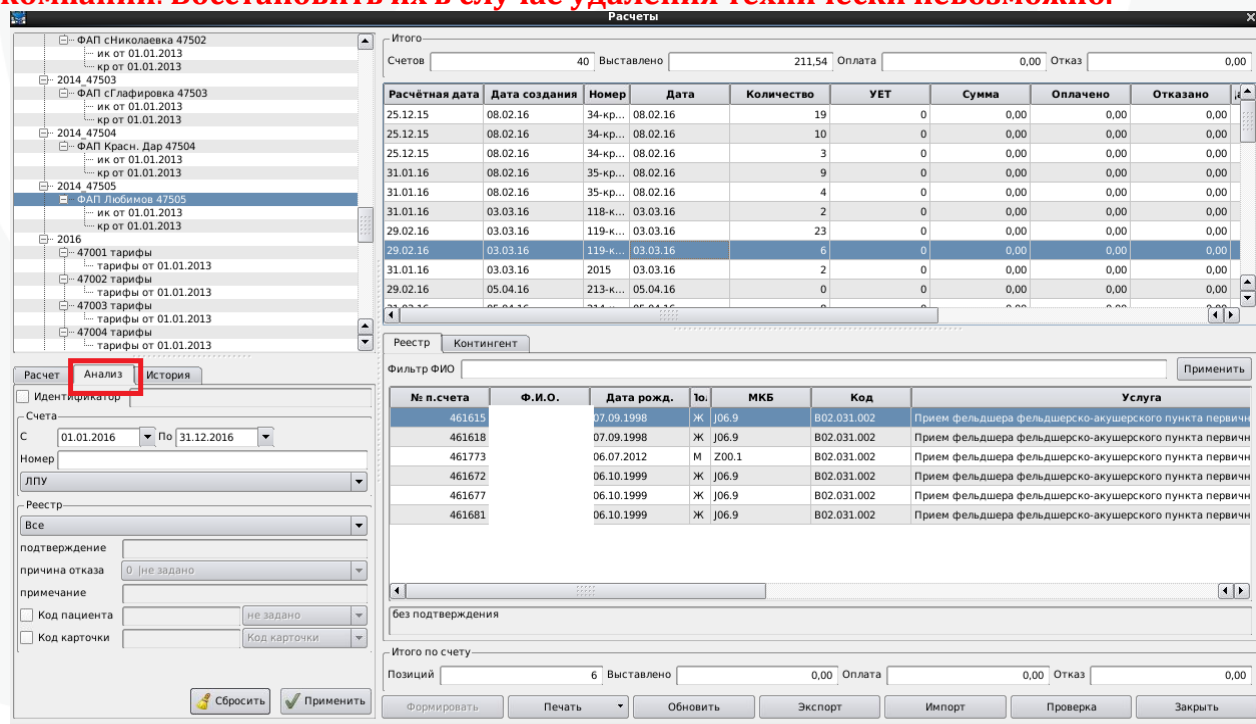 компании. Восстановить их в случае удаления технически невозможно.
Расчеты
ФАП сНиколаевка 47502
ик от 01.01.2013
кр от 01.01.2013
2014_47503
ФАП сГлафировка 47503
ик от 01.01.2013
кр от 01.01.2013
2014_47504
ФАП Красн. Дар 47504
ик от 01.01.2013
кр от 01.01.2013
2014_47505
ФАП Любимов 47505
ик от 01.01.2013
кр от 01.01.2013
2016
47001 тарифы
тарифы от 01.01.2013
47002 тарифы
тарифы от 01.01.2013
47003 тарифы
тарифы от 01.01.2013
47004 тарифы
тарифы от 01.01.2013
Расчет Анализ История
Идентификатор
Счета
С 01.01.2016 По 31.12.2016
Номер
ЛПУ
Реестр
Все
подтверждение
причина отказа 0 |не задано
примечание
Код пациента не задано
Код карточки Код карточки
Сбросить Применить
Итого
Счетов 40 Выставлено 211,54 Оплата 0,00 Отказ 0,00
Расчётная дата Дата создания Номер Дата Количество УЕТ Сумма Оплачено Отказано
25.12.15 08.02.16 34-кр... 08.02.16 19 0 0,00 0,00 0,00
25.12.15 08.02.16 34-кр... 08.02.16 10 0 0,00 0,00 0,00
25.12.15 08.02.16 34-кр... 08.02.16 3 0 0,00 0,00 0,00
31.01.16 08.02.16 35-кр... 08.02.16 9 0 0,00 0,00 0,00
31.01.16 08.02.16 35-кр... 08.02.16 4 0 0,00 0,00 0,00
31.01.16 03.03.16 118-к... 03.03.16 2 0 0,00 0,00 0,00
29.02.16 03.03.16 119-к... 03.03.16 23 0 0,00 0,00 0,00
29.02.16 03.03.16 119-к... 03.03.16 6 0 0,00 0,00 0,00
31.01.16 03.03.16 2015 03.03.16 2 0 0,00 0,00 0,00
29.02.16 05.04.16 213-к... 05.04.16 0 0 0,00 0,00 0,00
Реестр Контингент
Фильтр ФИО Применить
№ п.счета Ф.И.О. Дата рожд. МКБ Код Услуга
461615 07.09.1998 Ж J06.9 B02.031.002 Прием фельдшера фельдшерско-акушерского пункта первичн
461618 07.09.1998 Ж J06.9 B02.031.002 Прием фельдшера фельдшерско-акушерского пункта первичн
461773 06.07.2012 М Z00.1 B02.031.002 Прием фельдшера фельдшерско-акушерского пункта первичн
461672 06.10.1999 Ж J06.9 B02.031.002 Прием фельдшера фельдшерско-акушерского пункта первичн
461677 06.10.1999 Ж J06.9 B02.031.002 Прием фельдшера фельдшерско-акушерского пункта первичн
461681 06.10.1999 Ж J06.9 B02.031.002 Прием фельдшера фельдшерско-акушерского пункта первичн
без подтверждения
Итого по счету
Позиций 6 Выставлено 0,00 Оплата 0,00 Отказ 0,00
Формировать Печать Обновить Экспорт Импорт Проверка Закрыть